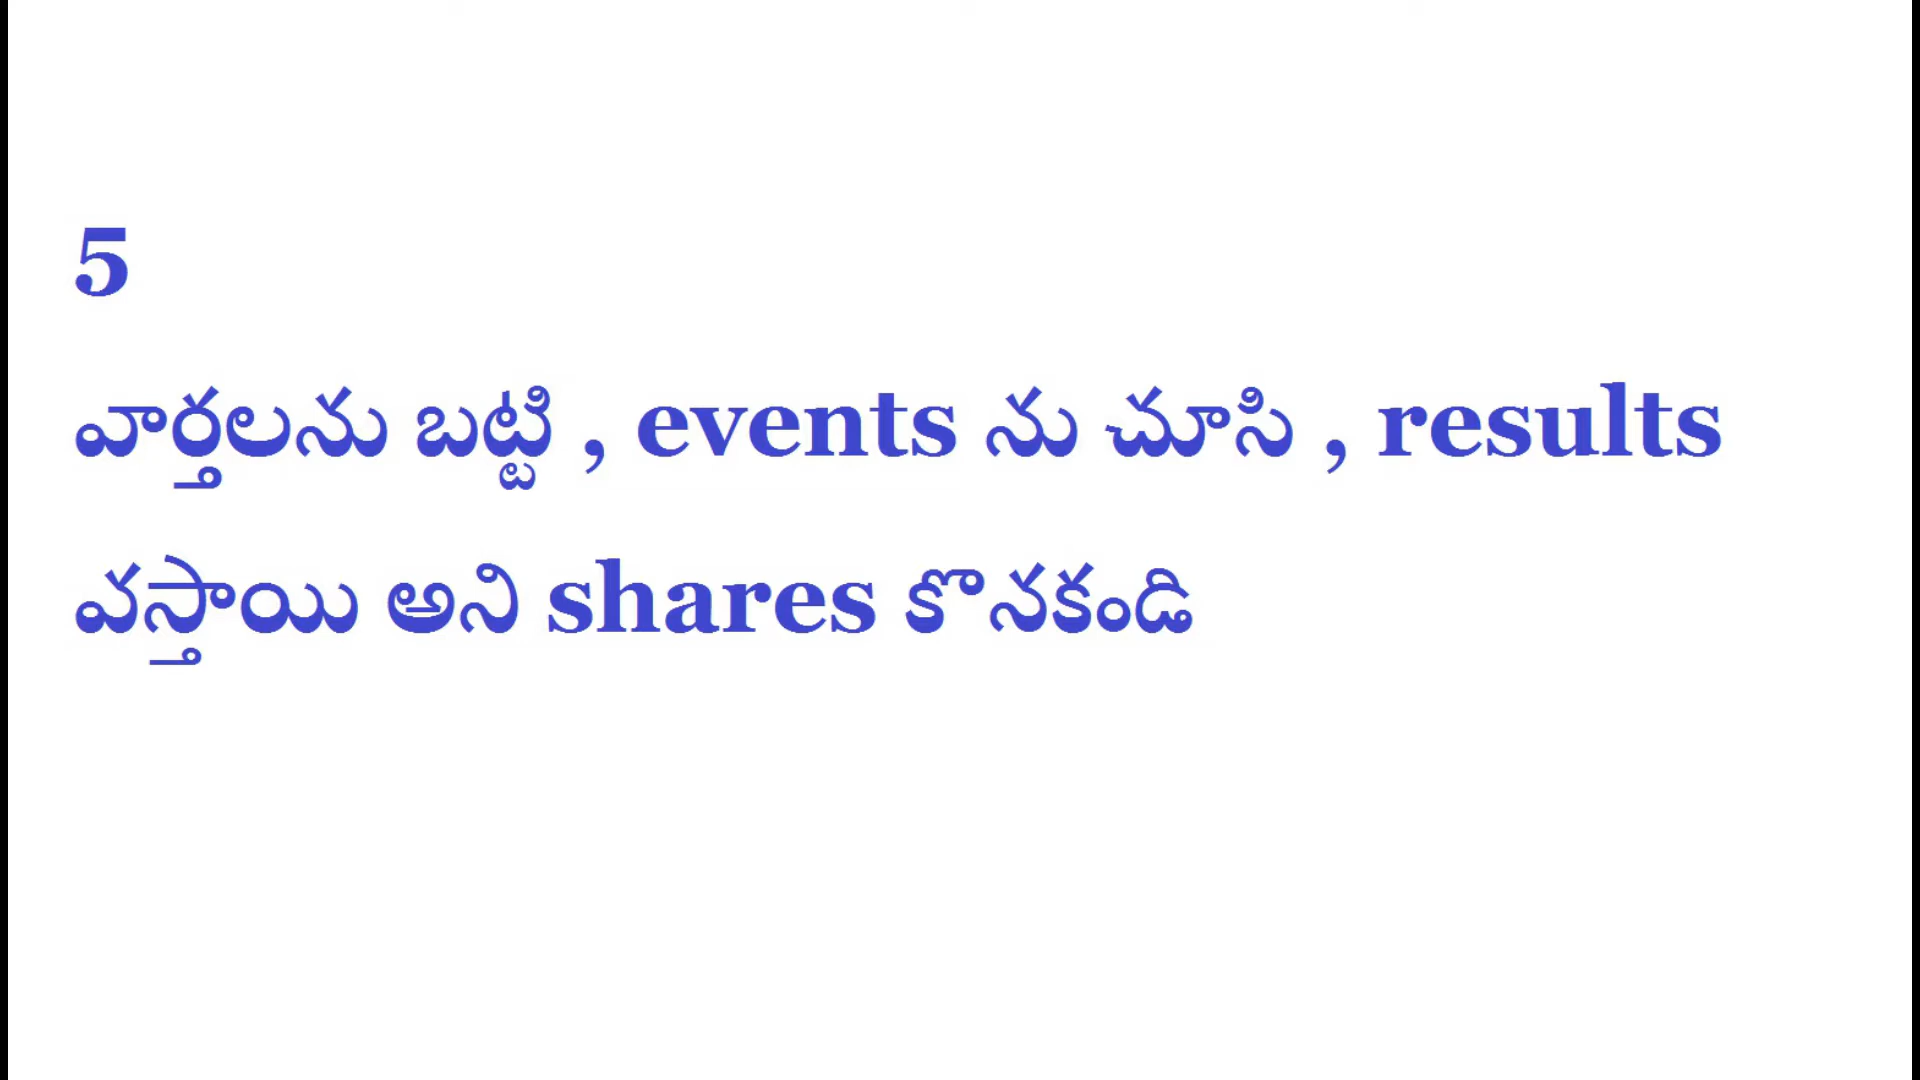 5
వార్తలను బట్టి , events ను చూసి , results
వస్తాయి అని shares కొనకండి